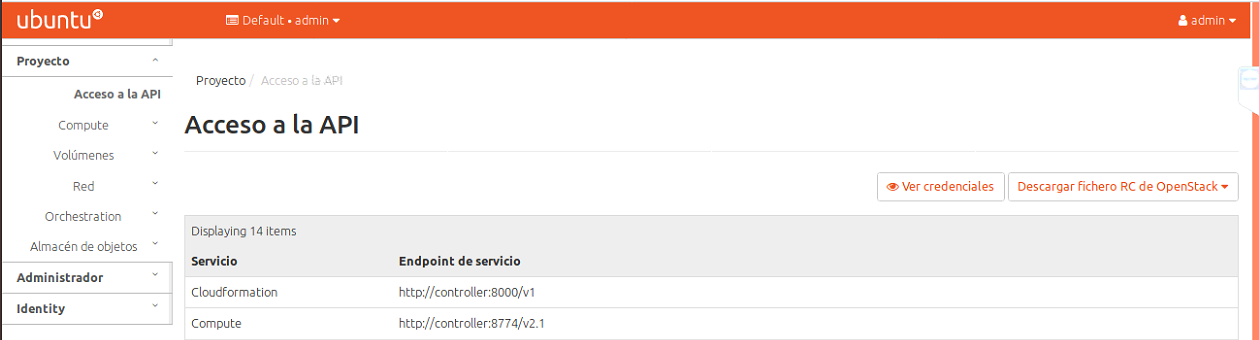 ubuntu
Default • admin
admin
Proyecto
Acceso a la API
Compute
Volúmenes
Red
Orchestration
Almacén de objetos
Administrador
Identity
Proyecto / Acceso a la API
Acceso a la API
Ver credenciales
Descargar fichero RC de OpenStack
Displaying 14 items
Servicio Endpoint de servicio
Cloudformation http://controller:8000/v1
Compute http://controller:8774/v2.1